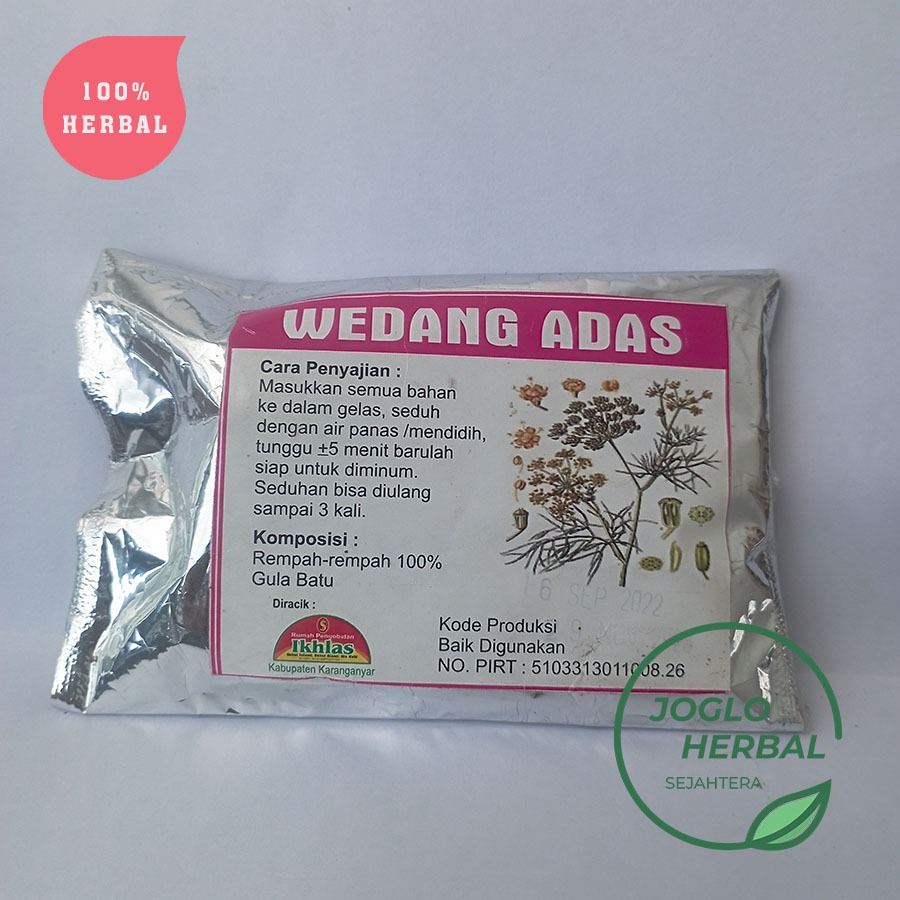 100%
HERBAL
WEDANG ADAS
Cara Penyajian :
Masukkan semua bahan
ke dalam gelas, seduh
dengan air panas /mendidih,
tunggu ±5 menit barulah
siap untuk diminum.
Seduhan bisa diulang
sampai 3 kali.
Komposisi :
Rempah-rempah 100%
Gula Batu
Diracik :
Rumah Pengobatan
Ikhlas
Kabupaten Karanganyar
6 SEP 2022
Kode Produksi
Baik Digunakan
NO. PIRT : 5103313011008.26
JOGLO
HERBAL
SEJAHTERA